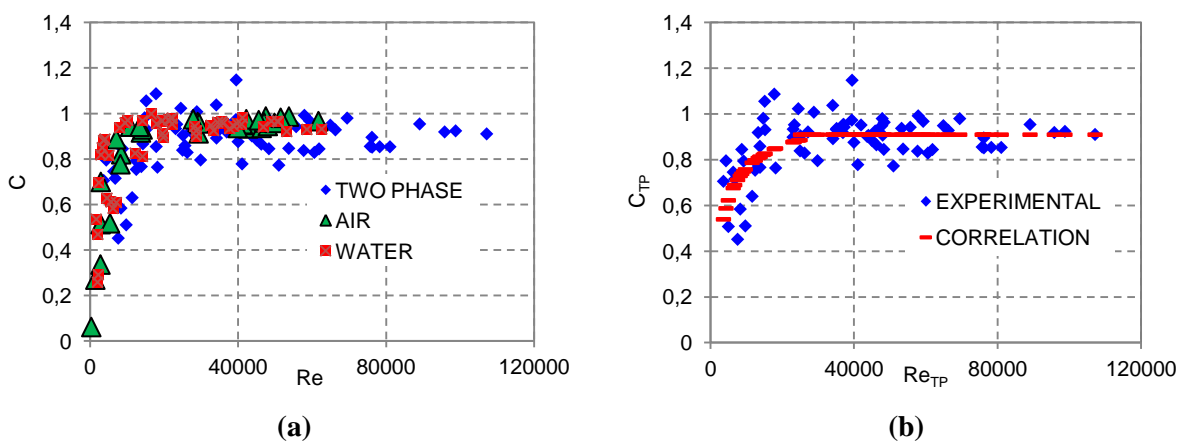 1,4
1,2
1
0,8
0,6
0,4
0,2
0
C
0 40000 80000 120000
Re
TWO PHASE
AIR
WATER
(a)
1,4
1,2
1
0,8
0,6
0,4
0,2
0
C_TP
0 40000 80000 120000
Re_TP
EXPERIMENTAL
CORRELATION
(b)